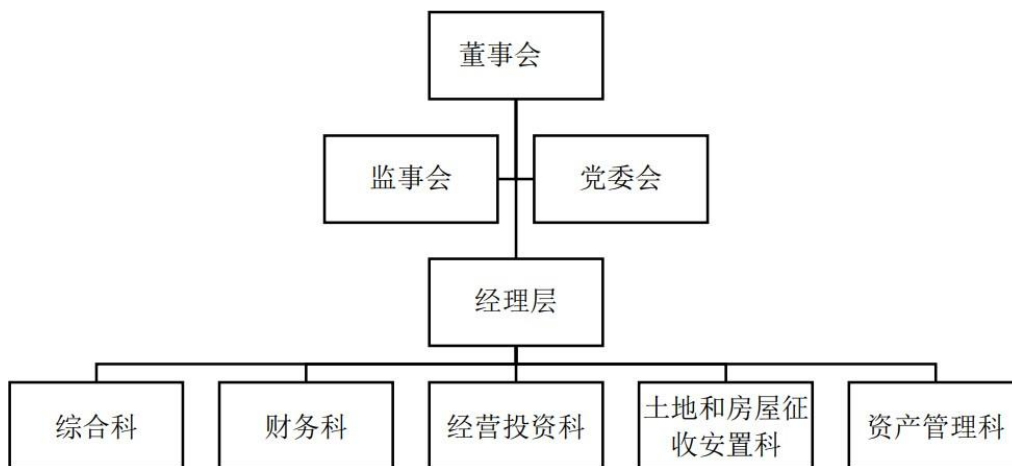 董事会
监事会
党委会
经理层
综合科
财务科
经营投资科
土地和房屋征
收安置科
资产管理科